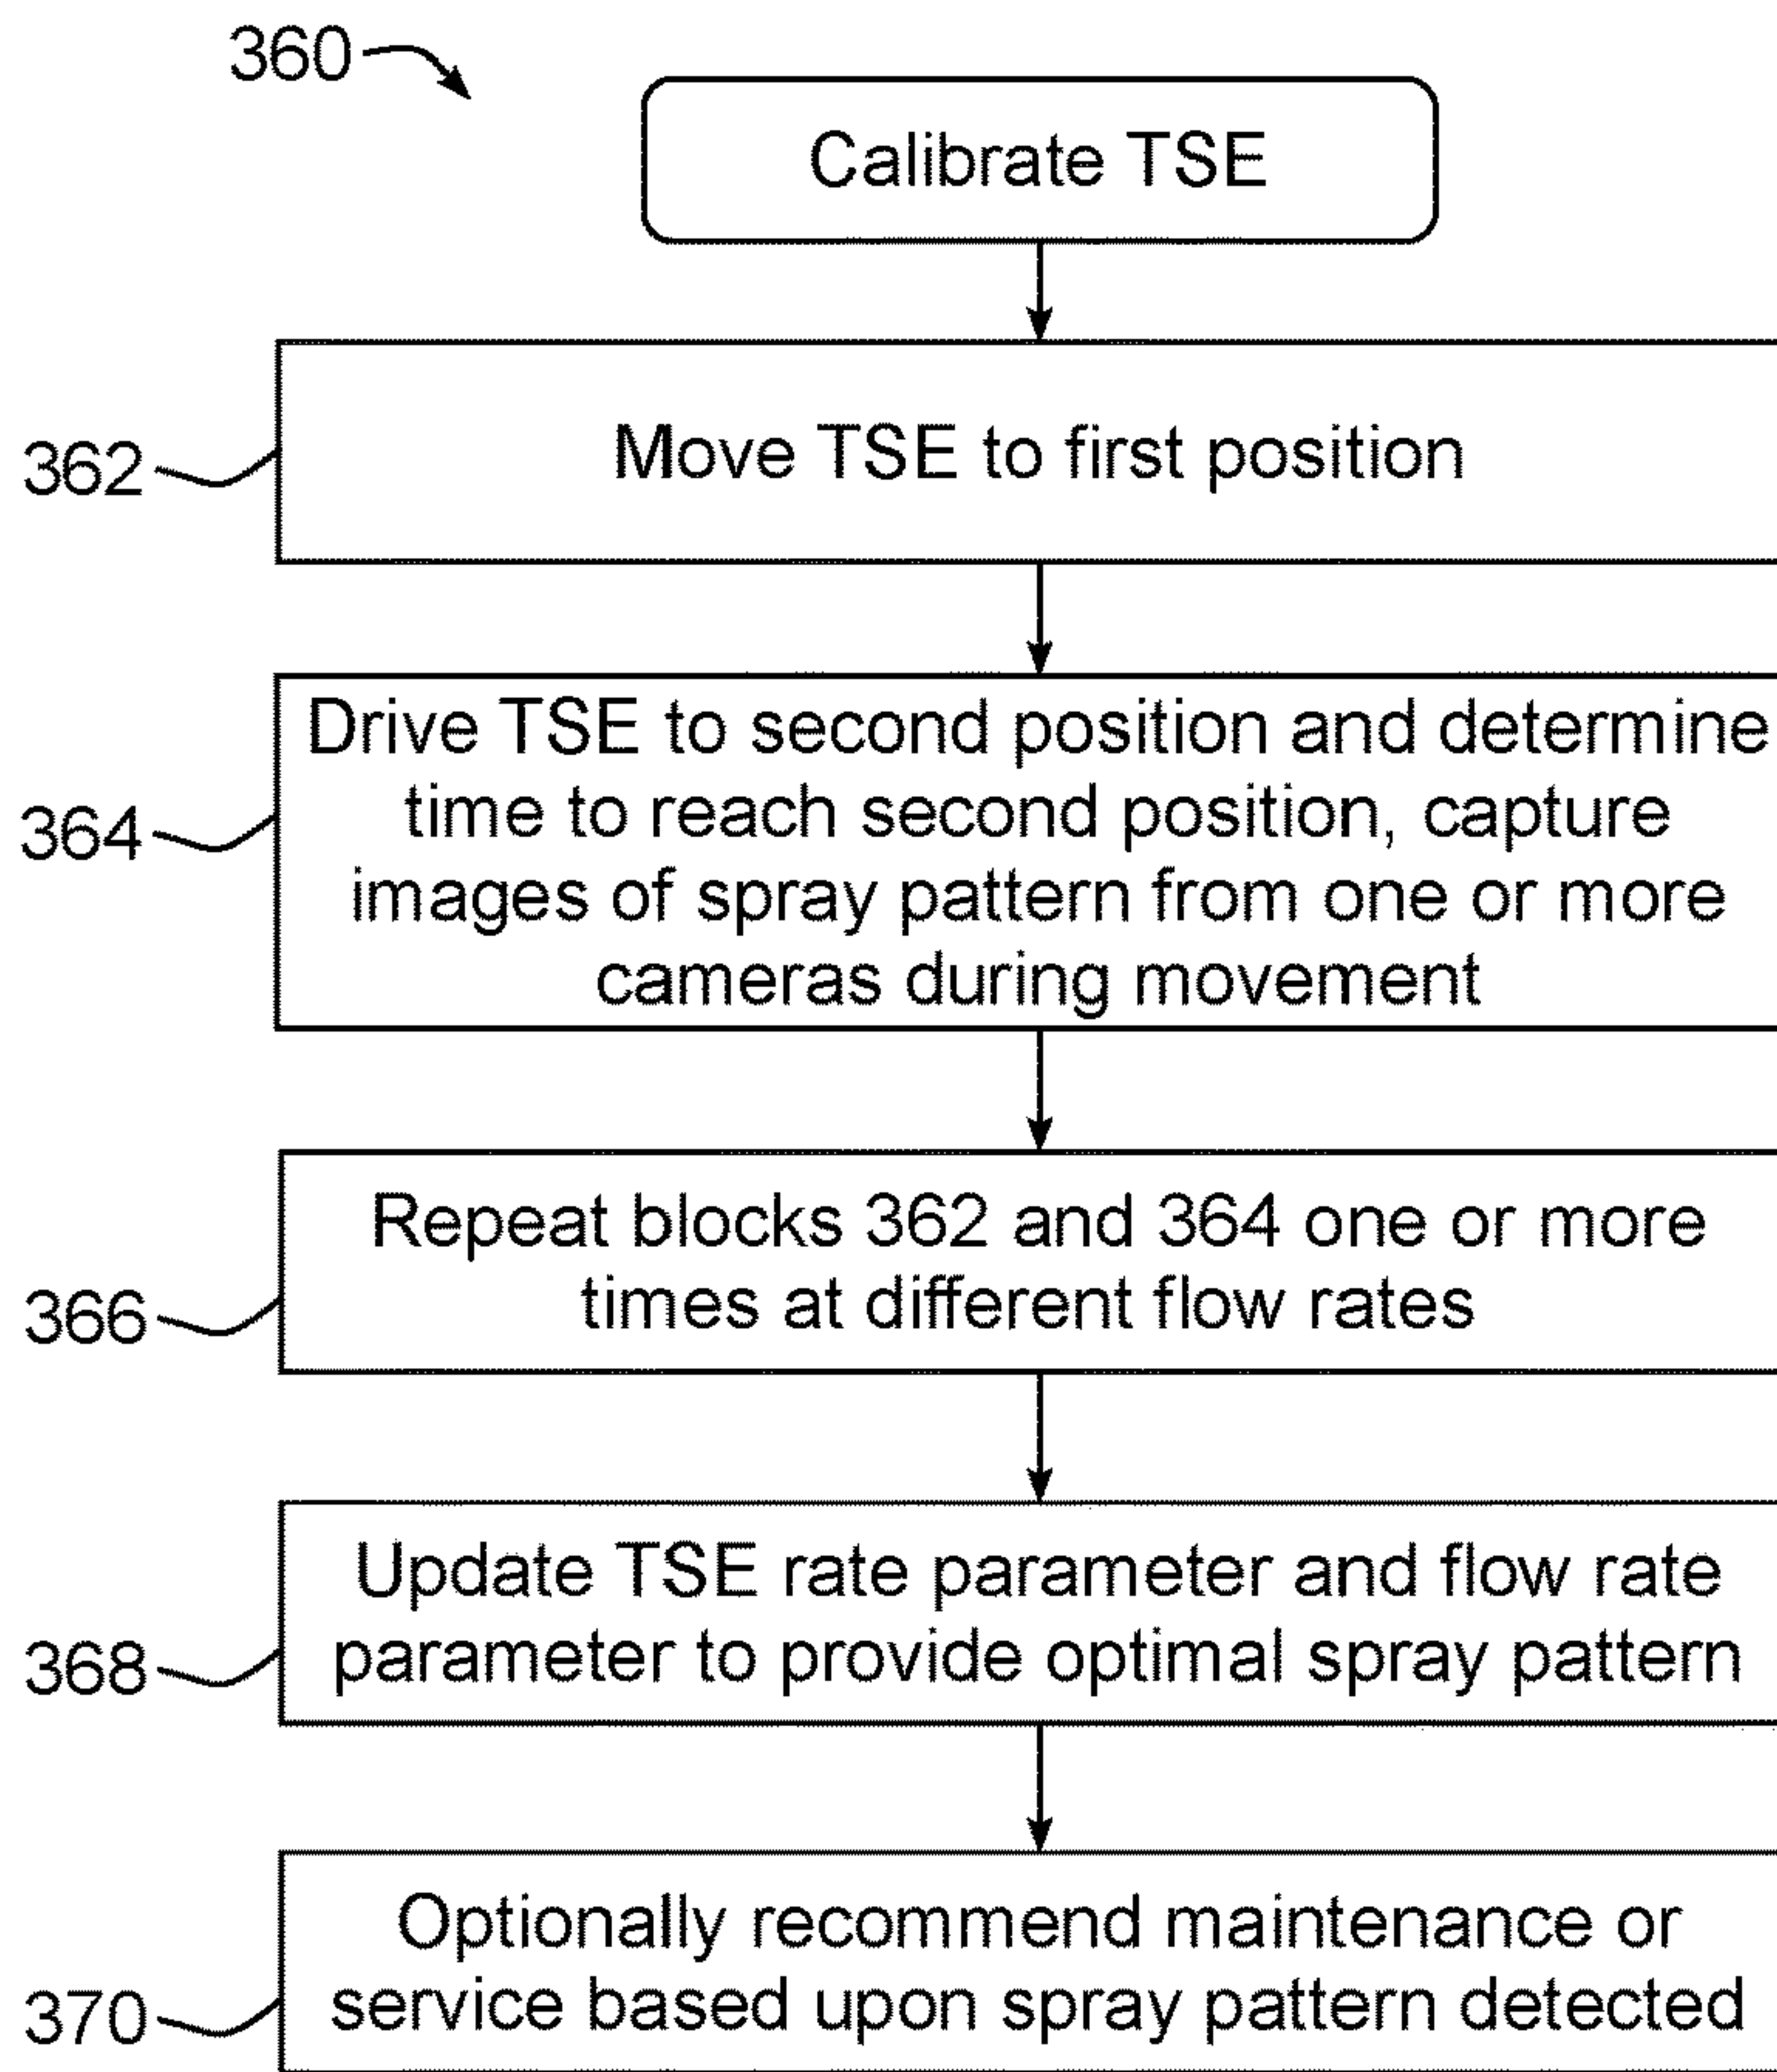 360
Calibrate TSE
362
Move TSE to first position
364
Drive TSE to second position and determine
time to reach second position, capture
images of spray pattern from one or more
cameras during movement
366
Repeat blocks 362 and 364 one or more
times at different flow rates
368
Update TSE rate parameter and flow rate
parameter to provide optimal spray pattern
370
Optionally recommend maintenance or
service based upon spray pattern detected